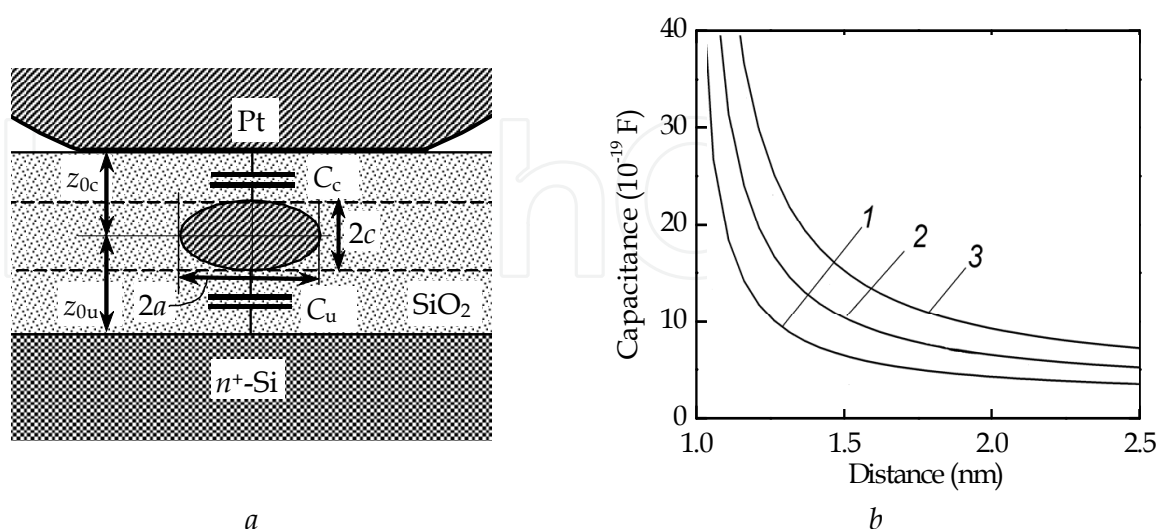 Pt
z0c
Cc
2c
z0u
2a
Cu
SiO2
n+-Si
a
40
30
20
10
0
Capacitance (10-19 F)
1
2
3
1.0 1.5 2.0 2.5
Distance (nm)
b